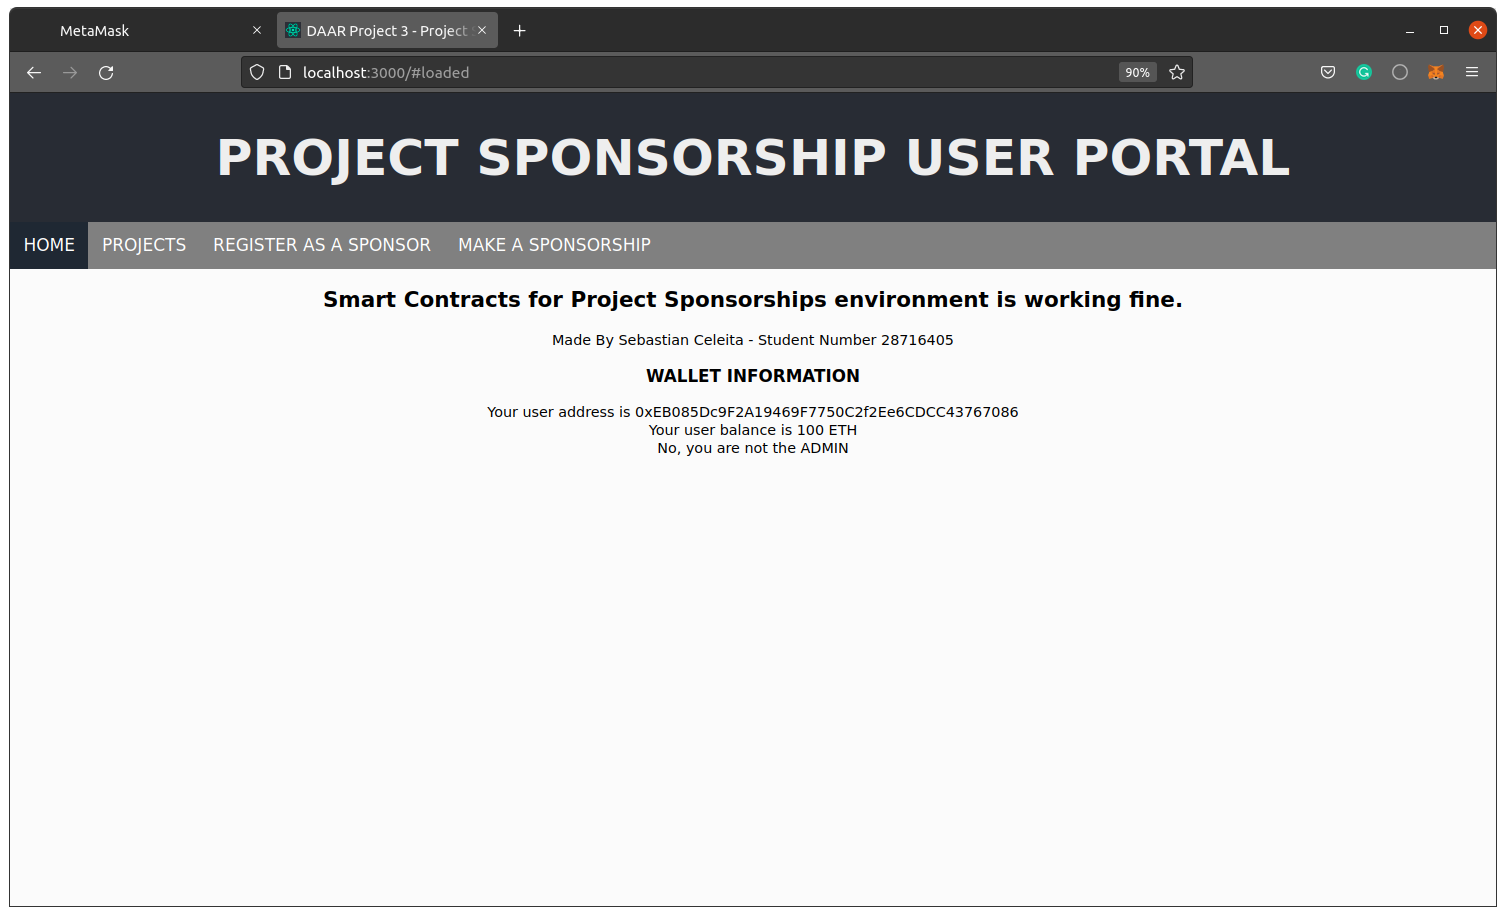 MetaMask
DAAR Project 3 - Project
localhost:3000/#loaded
90%
PROJECT SPONSORSHIP USER PORTAL
HOME PROJECTS REGISTER AS A SPONSOR MAKE A SPONSORSHIP
Smart Contracts for Project Sponsorships environment is working fine.
Made By Sebastian Celeita - Student Number 28716405
WALLET INFORMATION
Your user address is 0xEB085Dc9F2A19469F7750C2f2Ee6CDCC43767086
Your user balance is 100 ETH
No, you are not the ADMIN